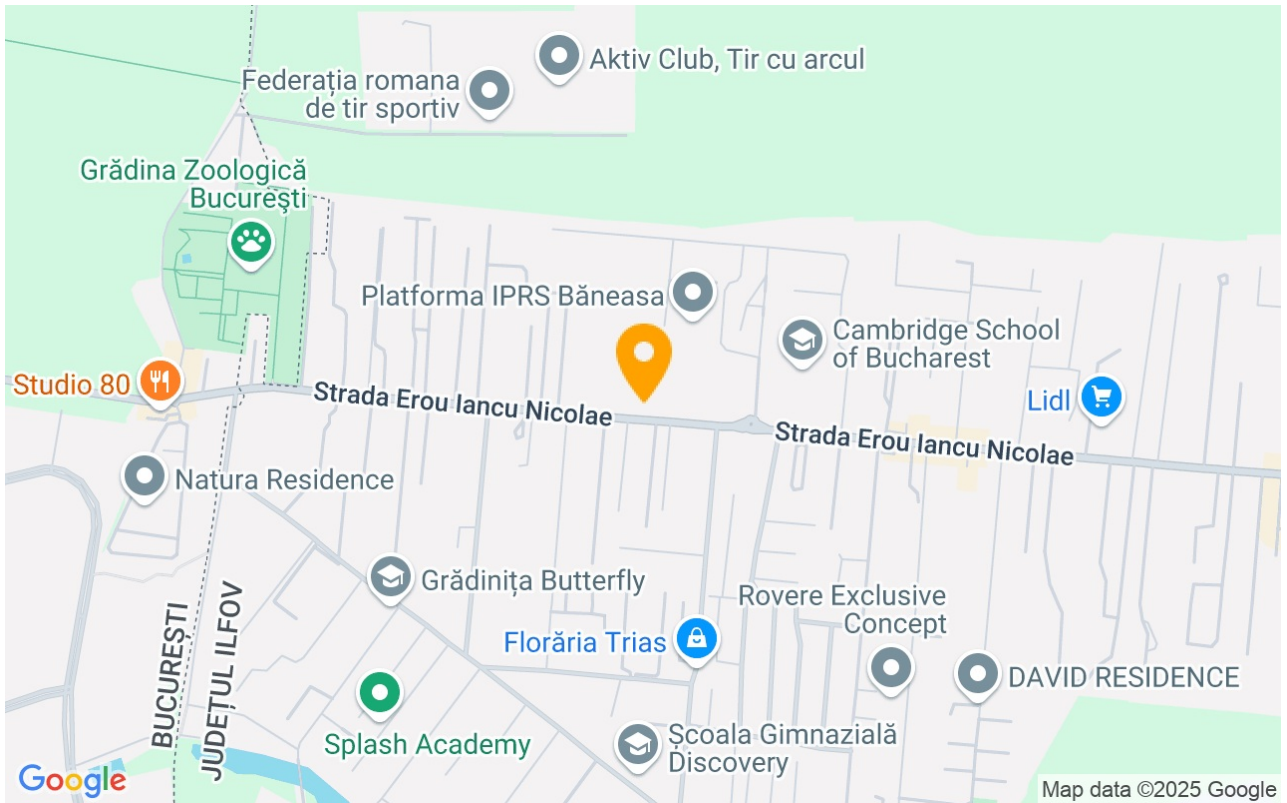 Aktiv Club, Tir cu arcul
Federația romana
de tir sportiv
Grădina Zoologică
București
Platforma IPRS Băneasa
Cambridge School
of Bucharest
Studio 80
Strada Erou Iancu Nicolae
Lidl
Strada Erou Iancu Nicolae
Natura Residence
Grădinița Butterfly
Rovere Exclusive
Concept
BUCUREȘTI
JUDEȚUL ILFOV
Florăria Trias
DAVID RESIDENCE
Splash Academy
Școala Gimnazială
Discovery
Google
Map data ©2025 Google